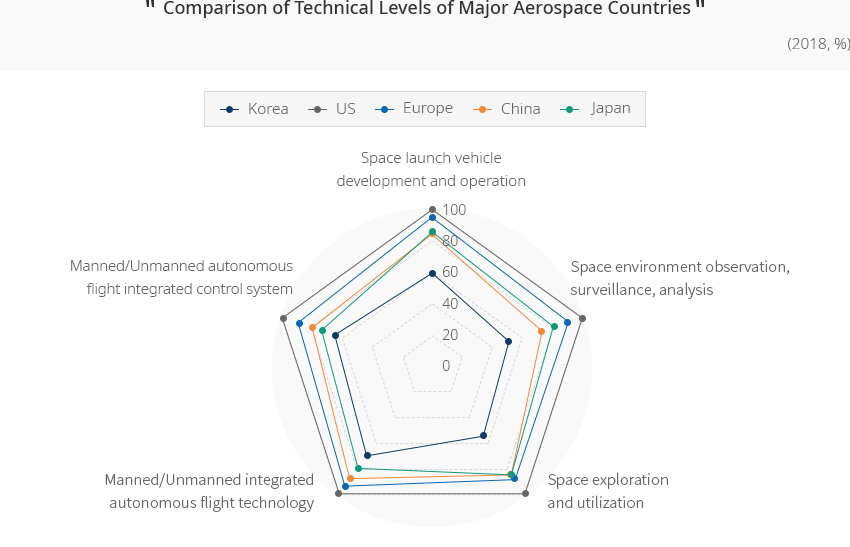 " Comparison of Technical Levels of Major Aerospace Countries "
(2018, %)
Korea US Europe China Japan
Space launch vehicle
development and operation
100
80
60
40
20
0
Space environment observation,
surveillance, analysis
Space exploration
and utilization
Manned/Unmanned integrated
autonomous flight technology
Manned/Unmanned autonomous
flight integrated control system